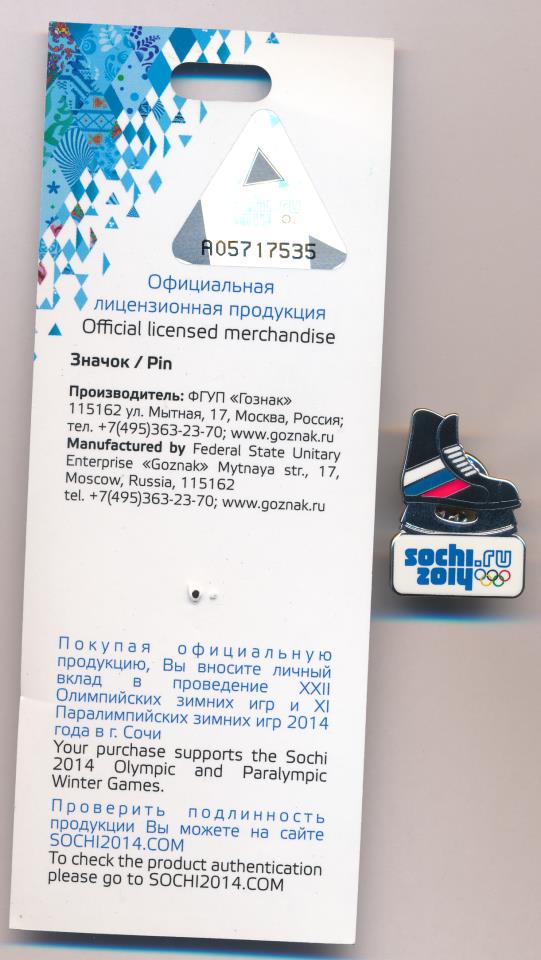 A05717535
Официальная
лицензионная продукция
Official licensed merchandise
Значок / Pin
Производитель: ФГУП «Гознак»
115162 ул. Мытная, 17, Москва, Россия;
тел. +7(495)363-23-70; www.goznak.ru
Manufactured by Federal State Unitary
Enterprise «Goznak» Mytnaya str., 17,
Moscow, Russia, 115162
tel. +7(495)363-23-70; www.goznak.ru
Покупая официальную
продукцию, Вы вносите личный
вклад в проведение XXII
Олимпийских зимних игр и XI
Паралимпийских зимних игр 2014
года в г. Сочи
Your purchase supports the Sochi
2014 Olympic and Paralympic
Winter Games.
Проверить подлинность
продукции Вы можете на сайте
SOCHI2014.COM
To check the product authentication
please go to SOCHI2014.COM
sochi.ru
2014